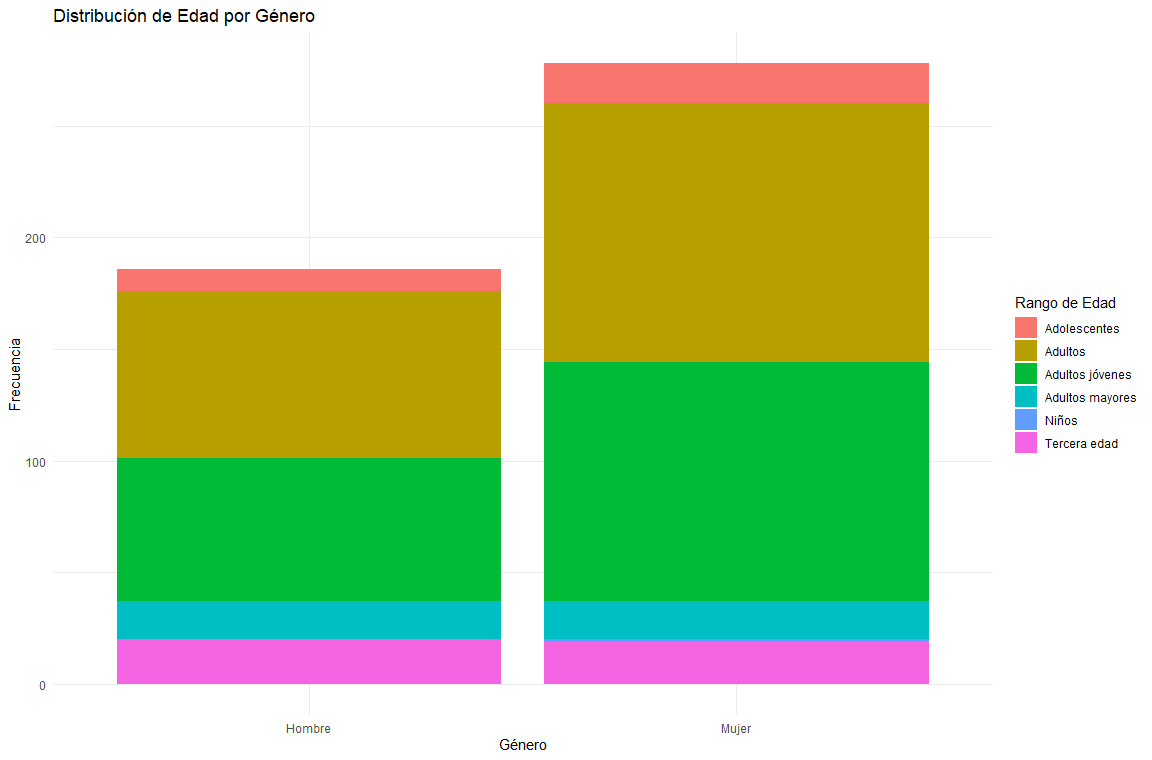 Distribución de Edad por Género
Frecuencia
200
100
0
Hombre
Mujer
Género
Rango de Edad
Adolescentes
Adultos
Adultos jóvenes
Adultos mayores
Niños
Tercera edad